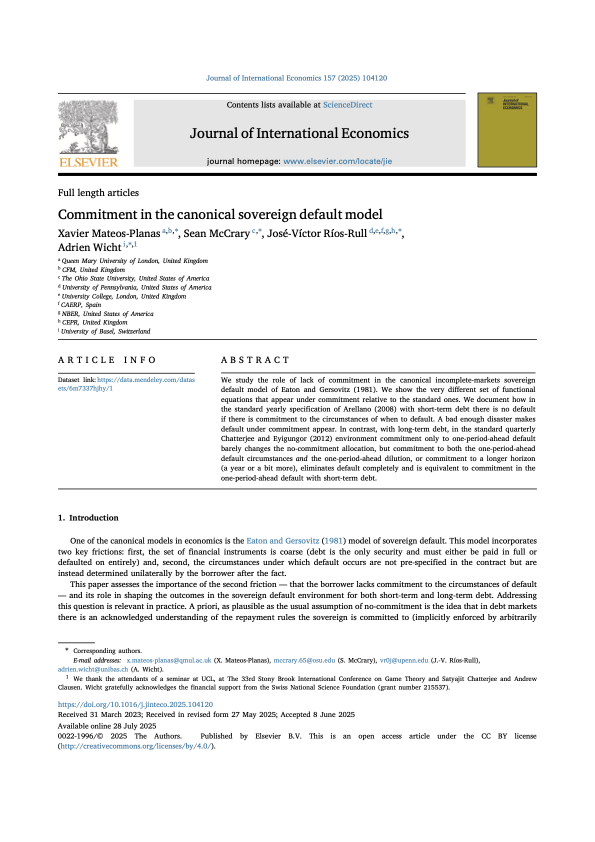 Journal of International Economics 157 (2025) 104120
Contents lists available at ScienceDirect
Journal of International Economics
journal homepage: www.elsevier.com/locate/jie
ELSEVIER
Full length articles
Commitment in the canonical sovereign default model
Xavier Mateos-Planas a,b,*, Sean McCrary c,*, José-Víctor Ríos-Rull d,e,f,g,h,*,
Adrien Wicht i,*,1
a Queen Mary University of London, United Kingdom
b CFM, United Kingdom
c The Ohio State University, United States of America
d University of Pennsylvania, United States of America
e University College, London, United Kingdom
f CAERP, Spain
g NBER, United States of America
h CEPR, United Kingdom
i University of Basel, Switzerland
ARTICLE INFO
Dataset link: https://data.mendeley.com/datas
ets/6m7337hjhy/1
ABSTRACT
We study the role of lack of commitment in the canonical incomplete-markets sovereign
default model of Eaton and Gersovitz (1981). We show the very different set of functional
equations that appear under commitment relative to the standard ones. We document how in
the standard yearly specification of Arellano (2008) with short-term debt there is no default
if there is commitment to the circumstances of when to default. A bad enough disaster makes
default under commitment appear. In contrast, with long-term debt, in the standard quarterly
Chatterjee and Eyigungor (2012) environment commitment only to one-period-ahead default
barely changes the no-commitment allocation, but commitment to both the one-period-ahead
default circumstances and the one-period-ahead dilution, or commitment to a longer horizon
(a year or a bit more), eliminates default completely and is equivalent to commitment in the
one-period-ahead default with short-term debt.
1. Introduction
One of the canonical models in economics is the Eaton and Gersovitz (1981) model of sovereign default. This model incorporates
two key frictions: first, the set of financial instruments is coarse (debt is the only security and must either be paid in full or
defaulted on entirely) and, second, the circumstances under which default occurs are not pre-specified in the contract but are
instead determined unilaterally by the borrower after the fact.
This paper assesses the importance of the second friction — that the borrower lacks commitment to the circumstances of default
— and its role in shaping the outcomes in the sovereign default environment for both short-term and long-term debt. Addressing
this question is relevant in practice. A priori, as plausible as the usual assumption of no-commitment is the idea that in debt markets
there is an acknowledged understanding of the repayment rules the sovereign is committed to (implicitly enforced by arbitrarily
* Corresponding authors.
E-mail addresses: x.mateos-planas@qmul.ac.uk (X. Mateos-Planas), mccrary.65@osu.edu (S. McCrary), vr0j@upenn.edu (J.-V. Ríos-Rull),
adrien.wicht@unibas.ch (A. Wicht).
1 We thank the attendants of a seminar at UCL, at The 33rd Stony Brook International Conference on Game Theory and Satyajit Chatterjee and Andrew
Clausen. Wicht gratefully acknowledges the financial support from the Swiss National Science Foundation (grant number 215537).
https://doi.org/10.1016/j.jinteco.2025.104120
Received 31 March 2023; Received in revised form 27 May 2025; Accepted 8 June 2025
Available online 28 July 2025
0022-1996/© 2025 The Authors. Published by Elsevier B.V. This is an open access article under the CC BY license
(http://creativecommons.org/licenses/by/4.0/).